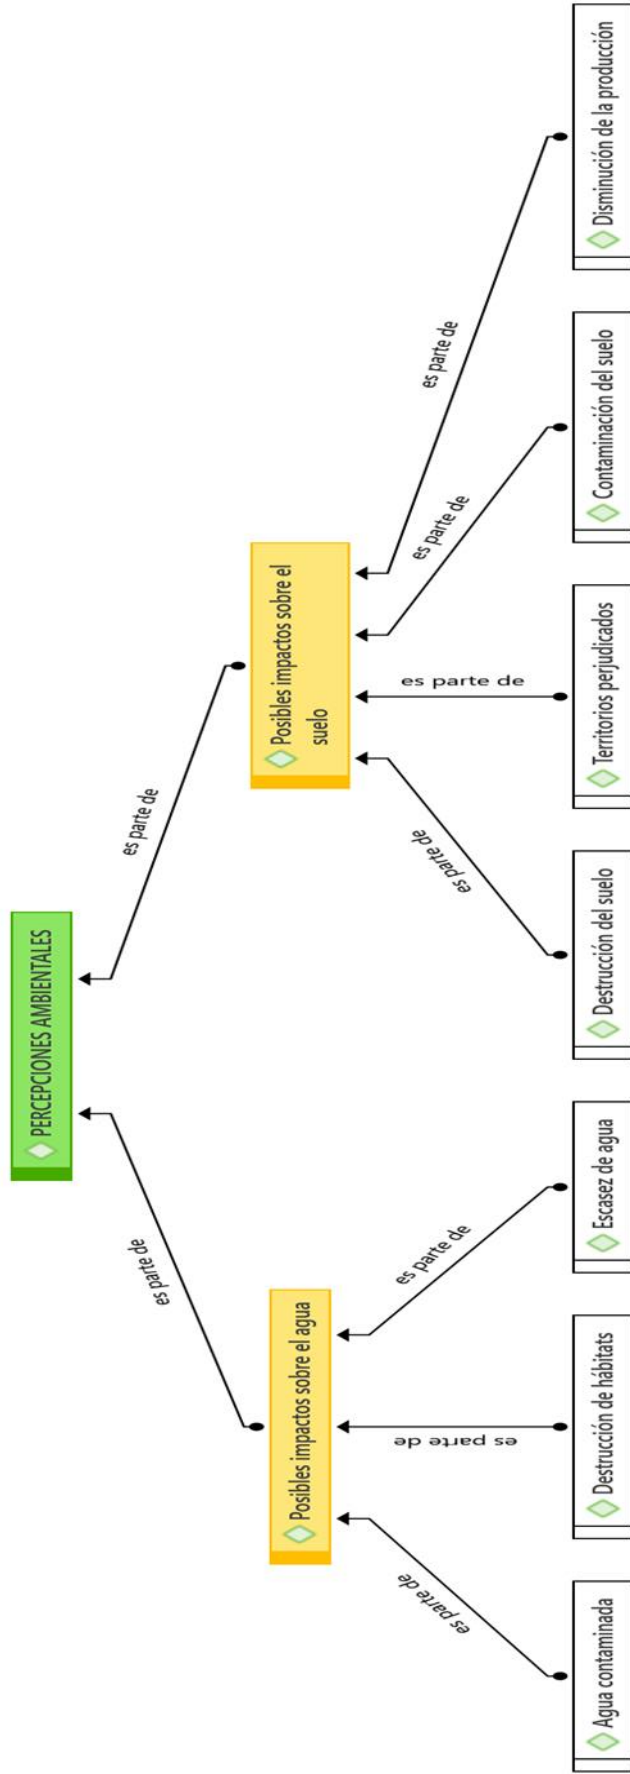 PERCEPCIONES AMBIENTALES
es parte de
es parte de
Posibles impactos sobre el agua
Posibles impactos sobre el
suelo
es parte de
es parte de
es parte de
es parte de
es parte de
es parte de
es parte de
Agua contaminada
Destrucción de hábitats
Escasez de agua
Destrucción del suelo
Territorios perjudicados
Contaminación del suelo
Disminución de la producción